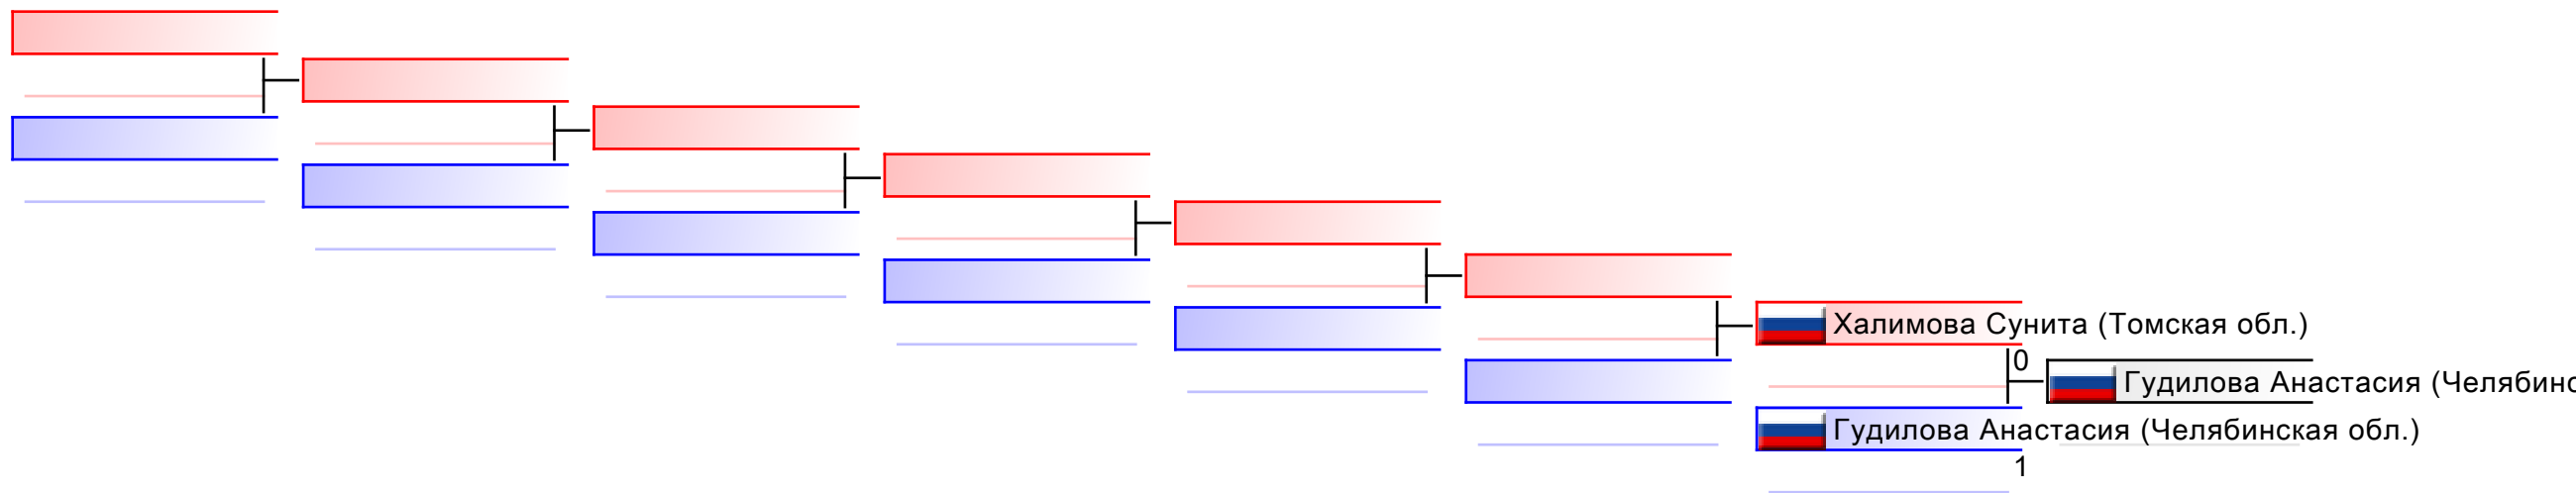 Халимова Сунита (Томская обл.)
0
Гудилова Анастасия (Челябинс
Гудилова Анастасия (Челябинская обл.)
1